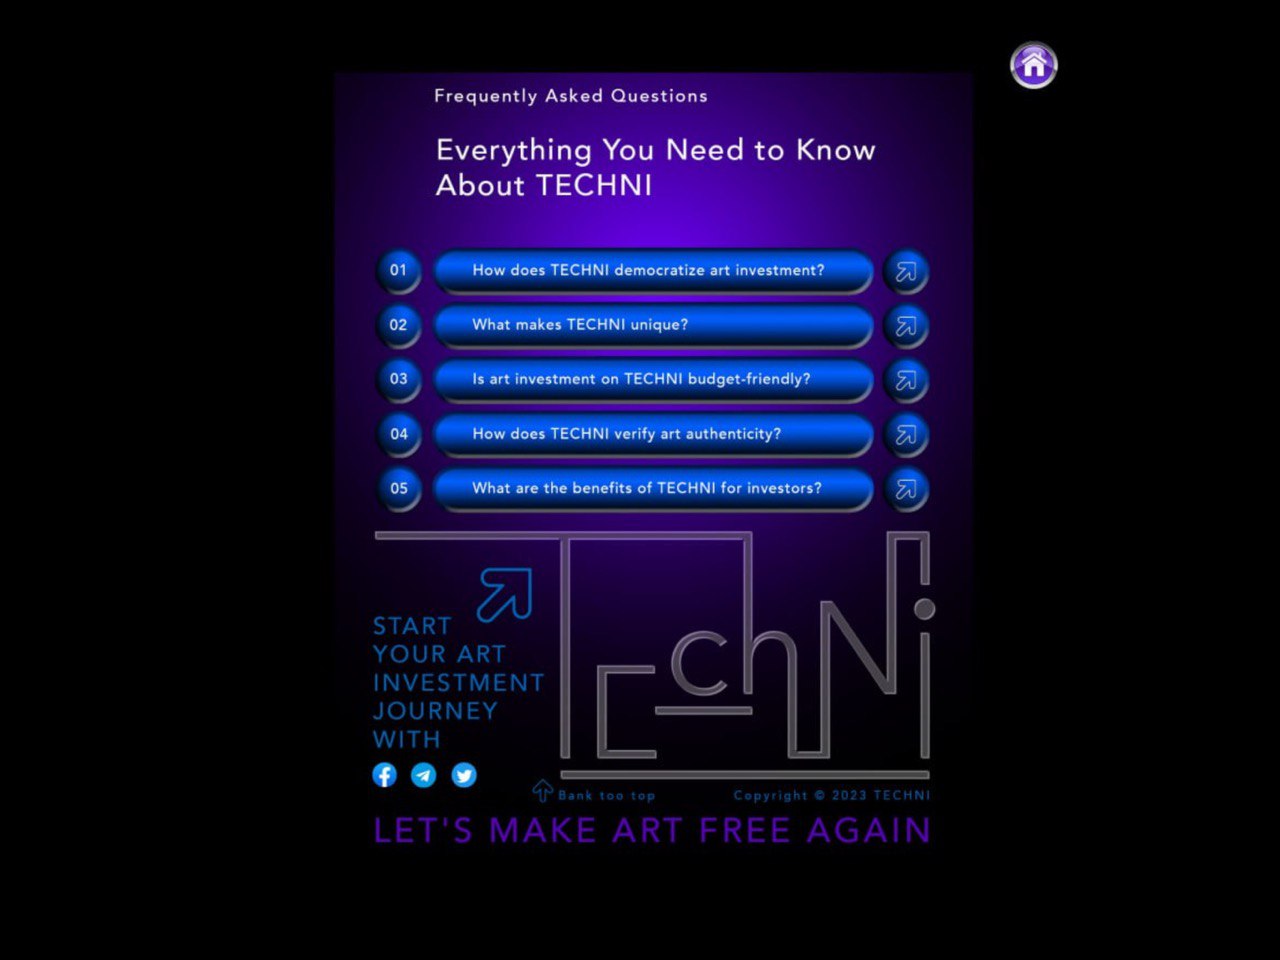 Frequently Asked Questions
Everything You Need to Know
About TECHNI
01 How does TECHNI democratize art investment?
02 What makes TECHNI unique?
03 Is art investment on TECHNI budget-friendly?
04 How does TECHNI verify art authenticity?
05 What are the benefits of TECHNI for investors?
START
YOUR ART
INVESTMENT
JOURNEY
WITH
TEchNi
Bank too top
Copyright © 2023 TECHNI
LET'S MAKE ART FREE AGAIN